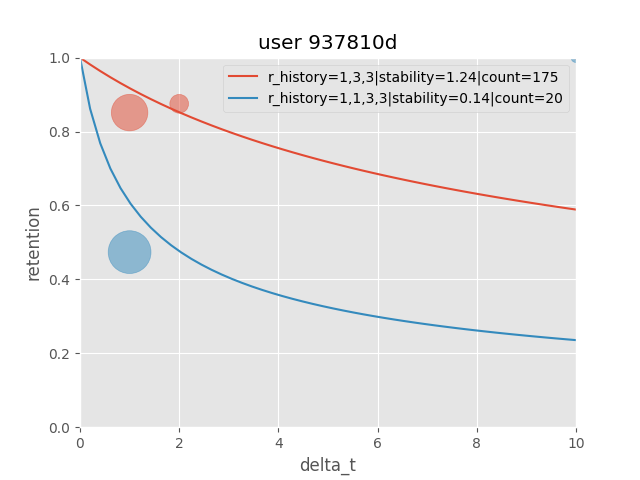 user 937810d
r_history=1,3,3|stability=1.24|count=175
r_history=1,1,3,3|stability=0.14|count=20
1.0
0.8
0.6
0.4
0.2
0.0
retention
0 2 4 6 8 10
delta_t